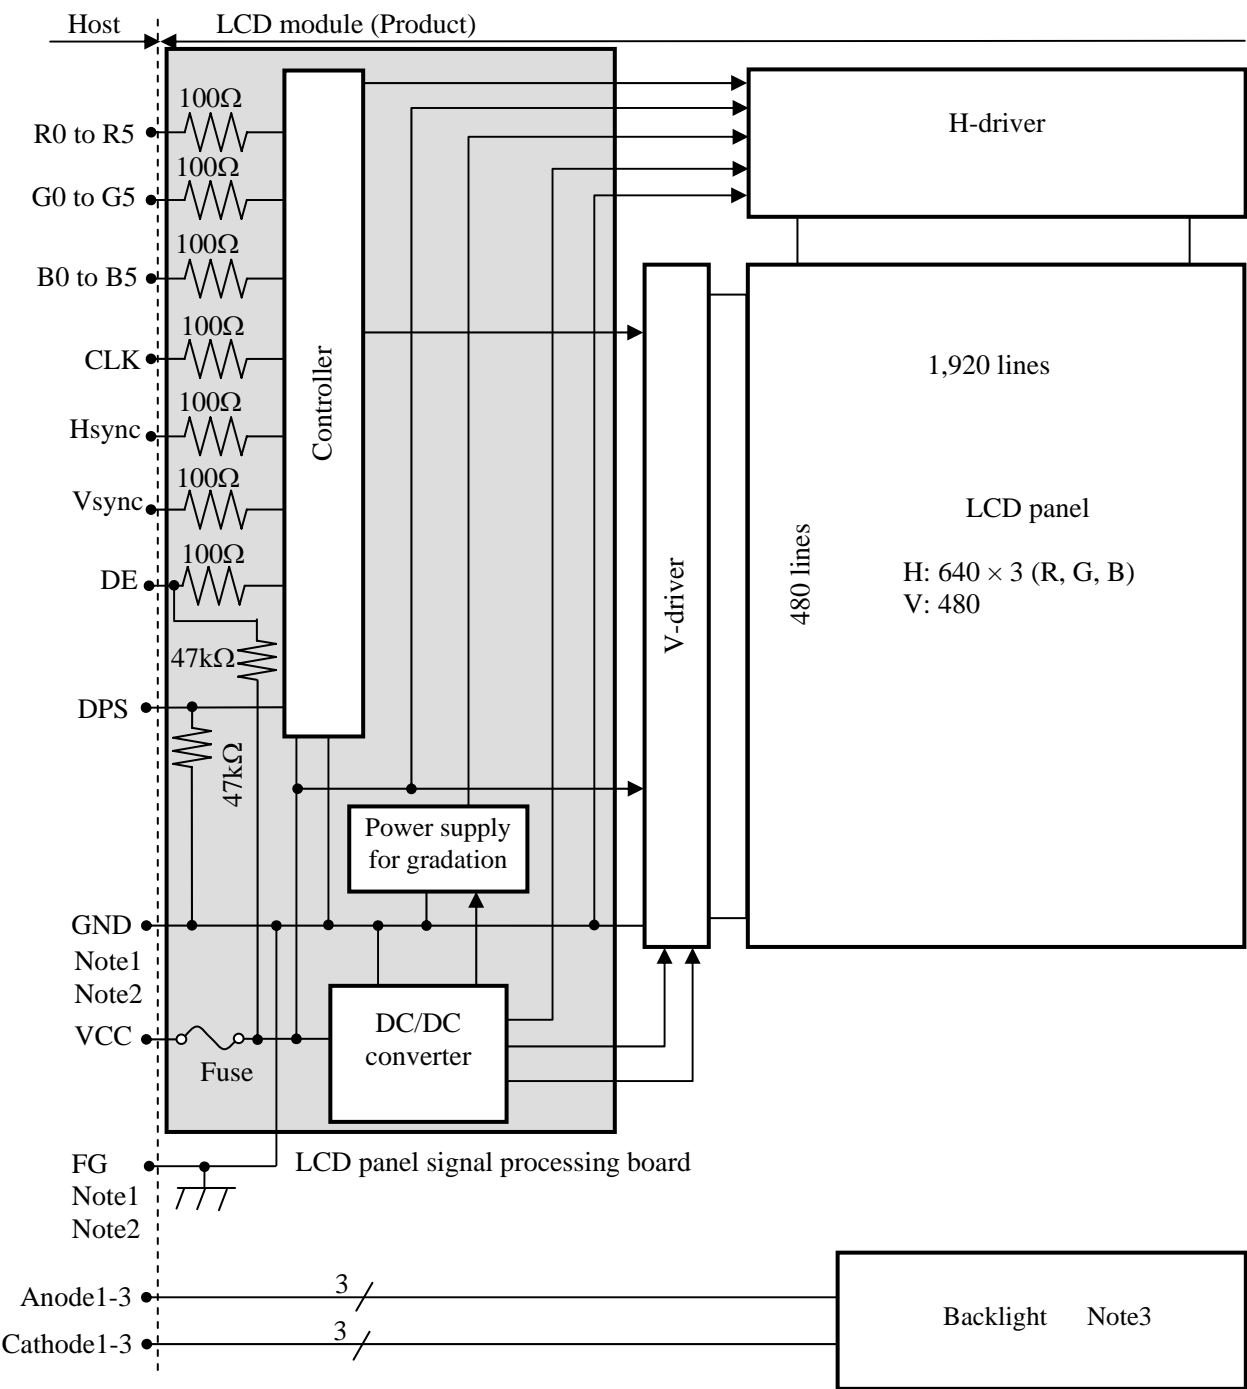 Host
LCD module (Product)
100Ω
R0 to R5
H-driver
100Ω
G0 to G5
100Ω
B0 to B5
100Ω
CLK
Controller
1,920 lines
100Ω
Hsync
100Ω
Vsync
LCD panel
100Ω
DE
480 lines
H: 640 × 3 (R, G, B)
V: 480
V-driver
47kΩ
DPS
47kΩ
Power supply
for gradation
GND
Note1
Note2
VCC
DC/DC
converter
Fuse
FG
LCD panel signal processing board
Note1
Note2
Anode1-3
3
Backlight Note3
Cathode1-3
3